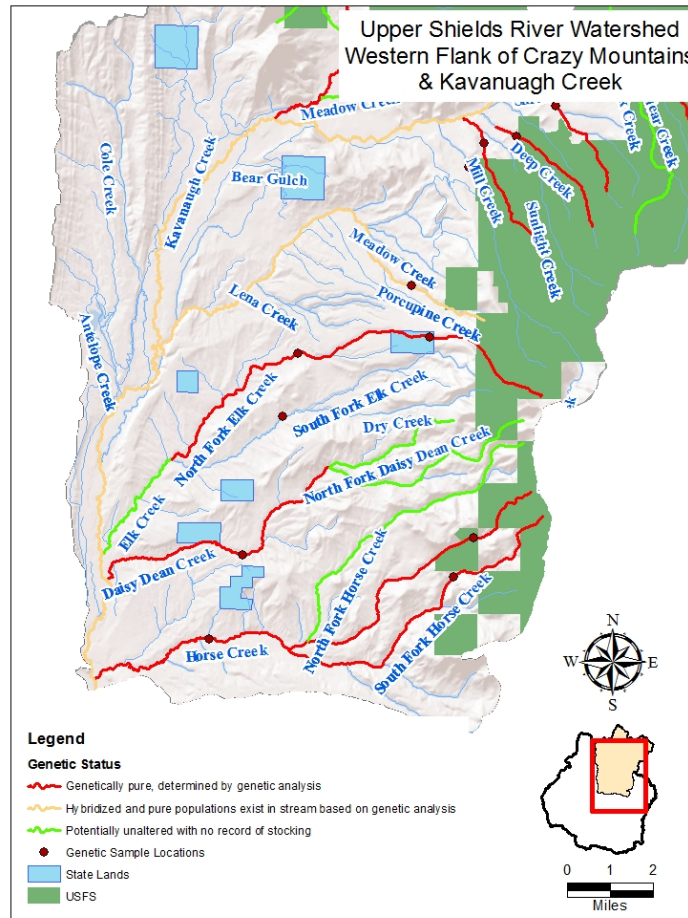 Upper Shields River Watershed
Western Flank of Crazy Mountains
& Kavanuagh Creek
Meadow Creek
Creek
Creek
Deep Creek
Mill Creek
Sunlight Creek
Cole Creek
Kavanaugh Creek
Bear Gulch
Meadow Creek
Lena Creek
Porcupine Creek
Antelope Creek
North Fork Elk Creek
South Fork Elk Creek
Dry Creek
North Fork Daisy Dean Creek
Elk Creek
Daisy Dean Creek
North Fork Horse Creek
Horse Creek
South Fork Horse Creek
N
W E
S
Legend
Genetic Status
Genetically pure, determined by genetic analysis
Hybridized and pure populations exist in stream based on genetic analysis
Potentially unaltered with no record of stocking
Genetic Sample Locations
State Lands
USFS
0 1 2
Miles